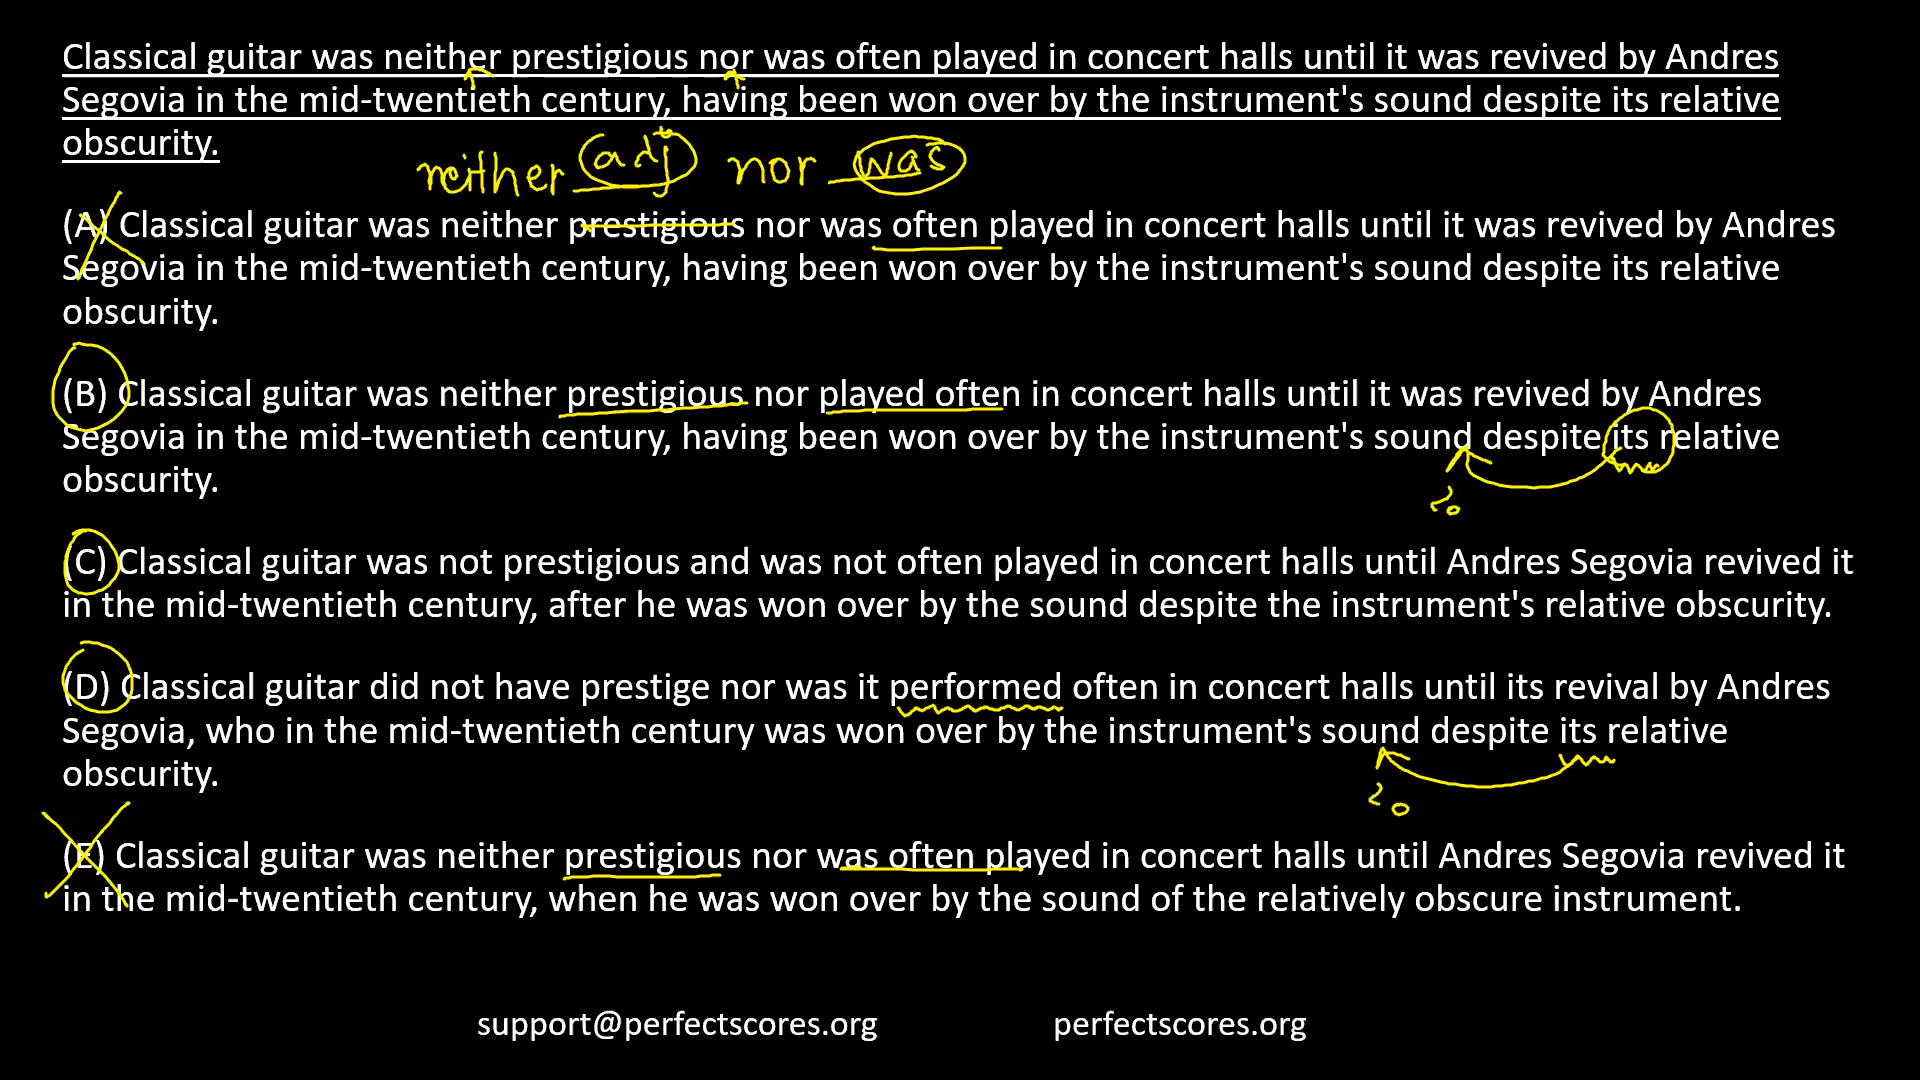 Classical guitar was neither prestigious nor was often played in concert halls until it was revived by Andres
Segovia in the mid-twentieth century, having been won over by the instrument's sound despite its relative
obscurity.
neither adj nor was
(A) Classical guitar was neither prestigious nor was often played in concert halls until it was revived by Andres
Segovia in the mid-twentieth century, having been won over by the instrument's sound despite its relative
obscurity.
(B) Classical guitar was neither prestigious nor played often in concert halls until it was revived by Andres
Segovia in the mid-twentieth century, having been won over by the instrument's sound despite its relative
obscurity.
(C) Classical guitar was not prestigious and was not often played in concert halls until Andres Segovia revived it
in the mid-twentieth century, after he was won over by the sound despite the instrument's relative obscurity.
(D) Classical guitar did not have prestige nor was it performed often in concert halls until its revival by Andres
Segovia, who in the mid-twentieth century was won over by the instrument's sound despite its relative
obscurity.
(E) Classical guitar was neither prestigious nor was often played in concert halls until Andres Segovia revived it
in the mid-twentieth century, when he was won over by the sound of the relatively obscure instrument.
support@perfectscores.org perfectscores.org